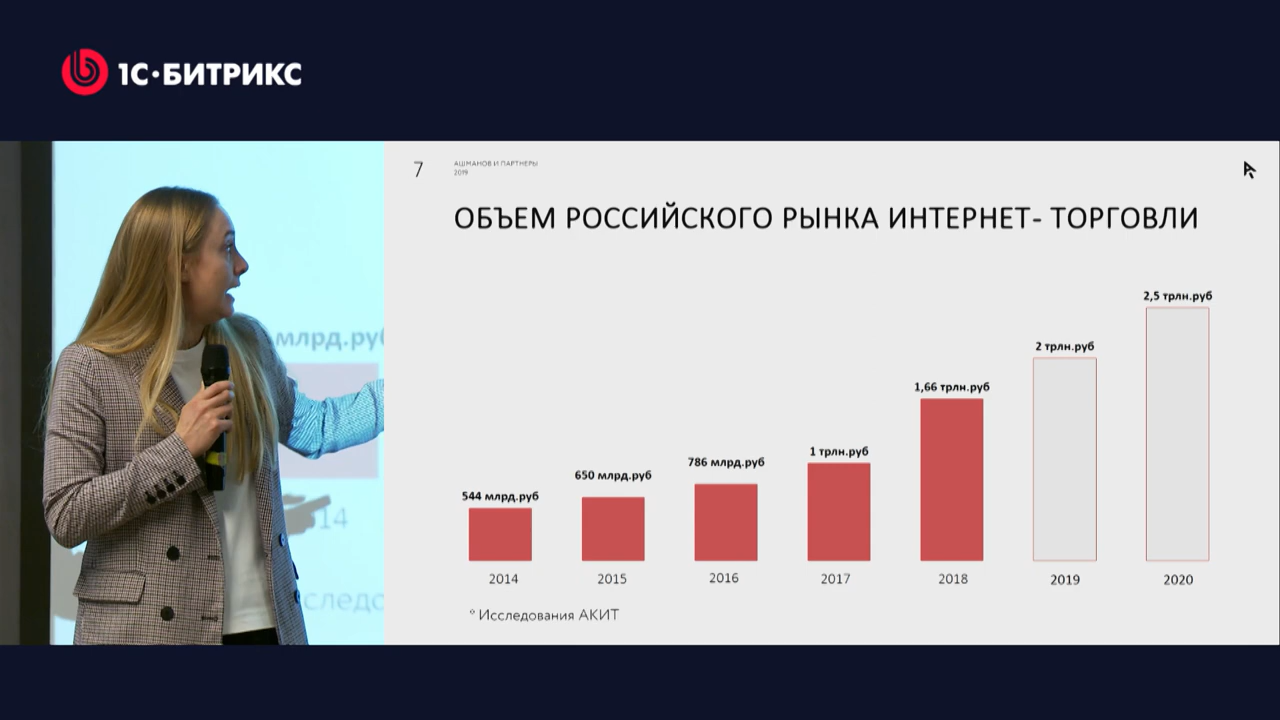 1С•БИТРИКС
7
АШМАНОВ И ПАРТНЕРЫ
2019
ОБЪЕМ РОССИЙСКОГО РЫНКА ИНТЕРНЕТ- ТОРГОВЛИ
2,5 трлн.руб
2 трлн.руб
1,66 трлн.руб
1 трлн.руб
786 млрд.руб
650 млрд.руб
544 млрд.руб
2014 2015 2016 2017 2018 2019 2020
* Исследования АКИТ
млрд.руб
14